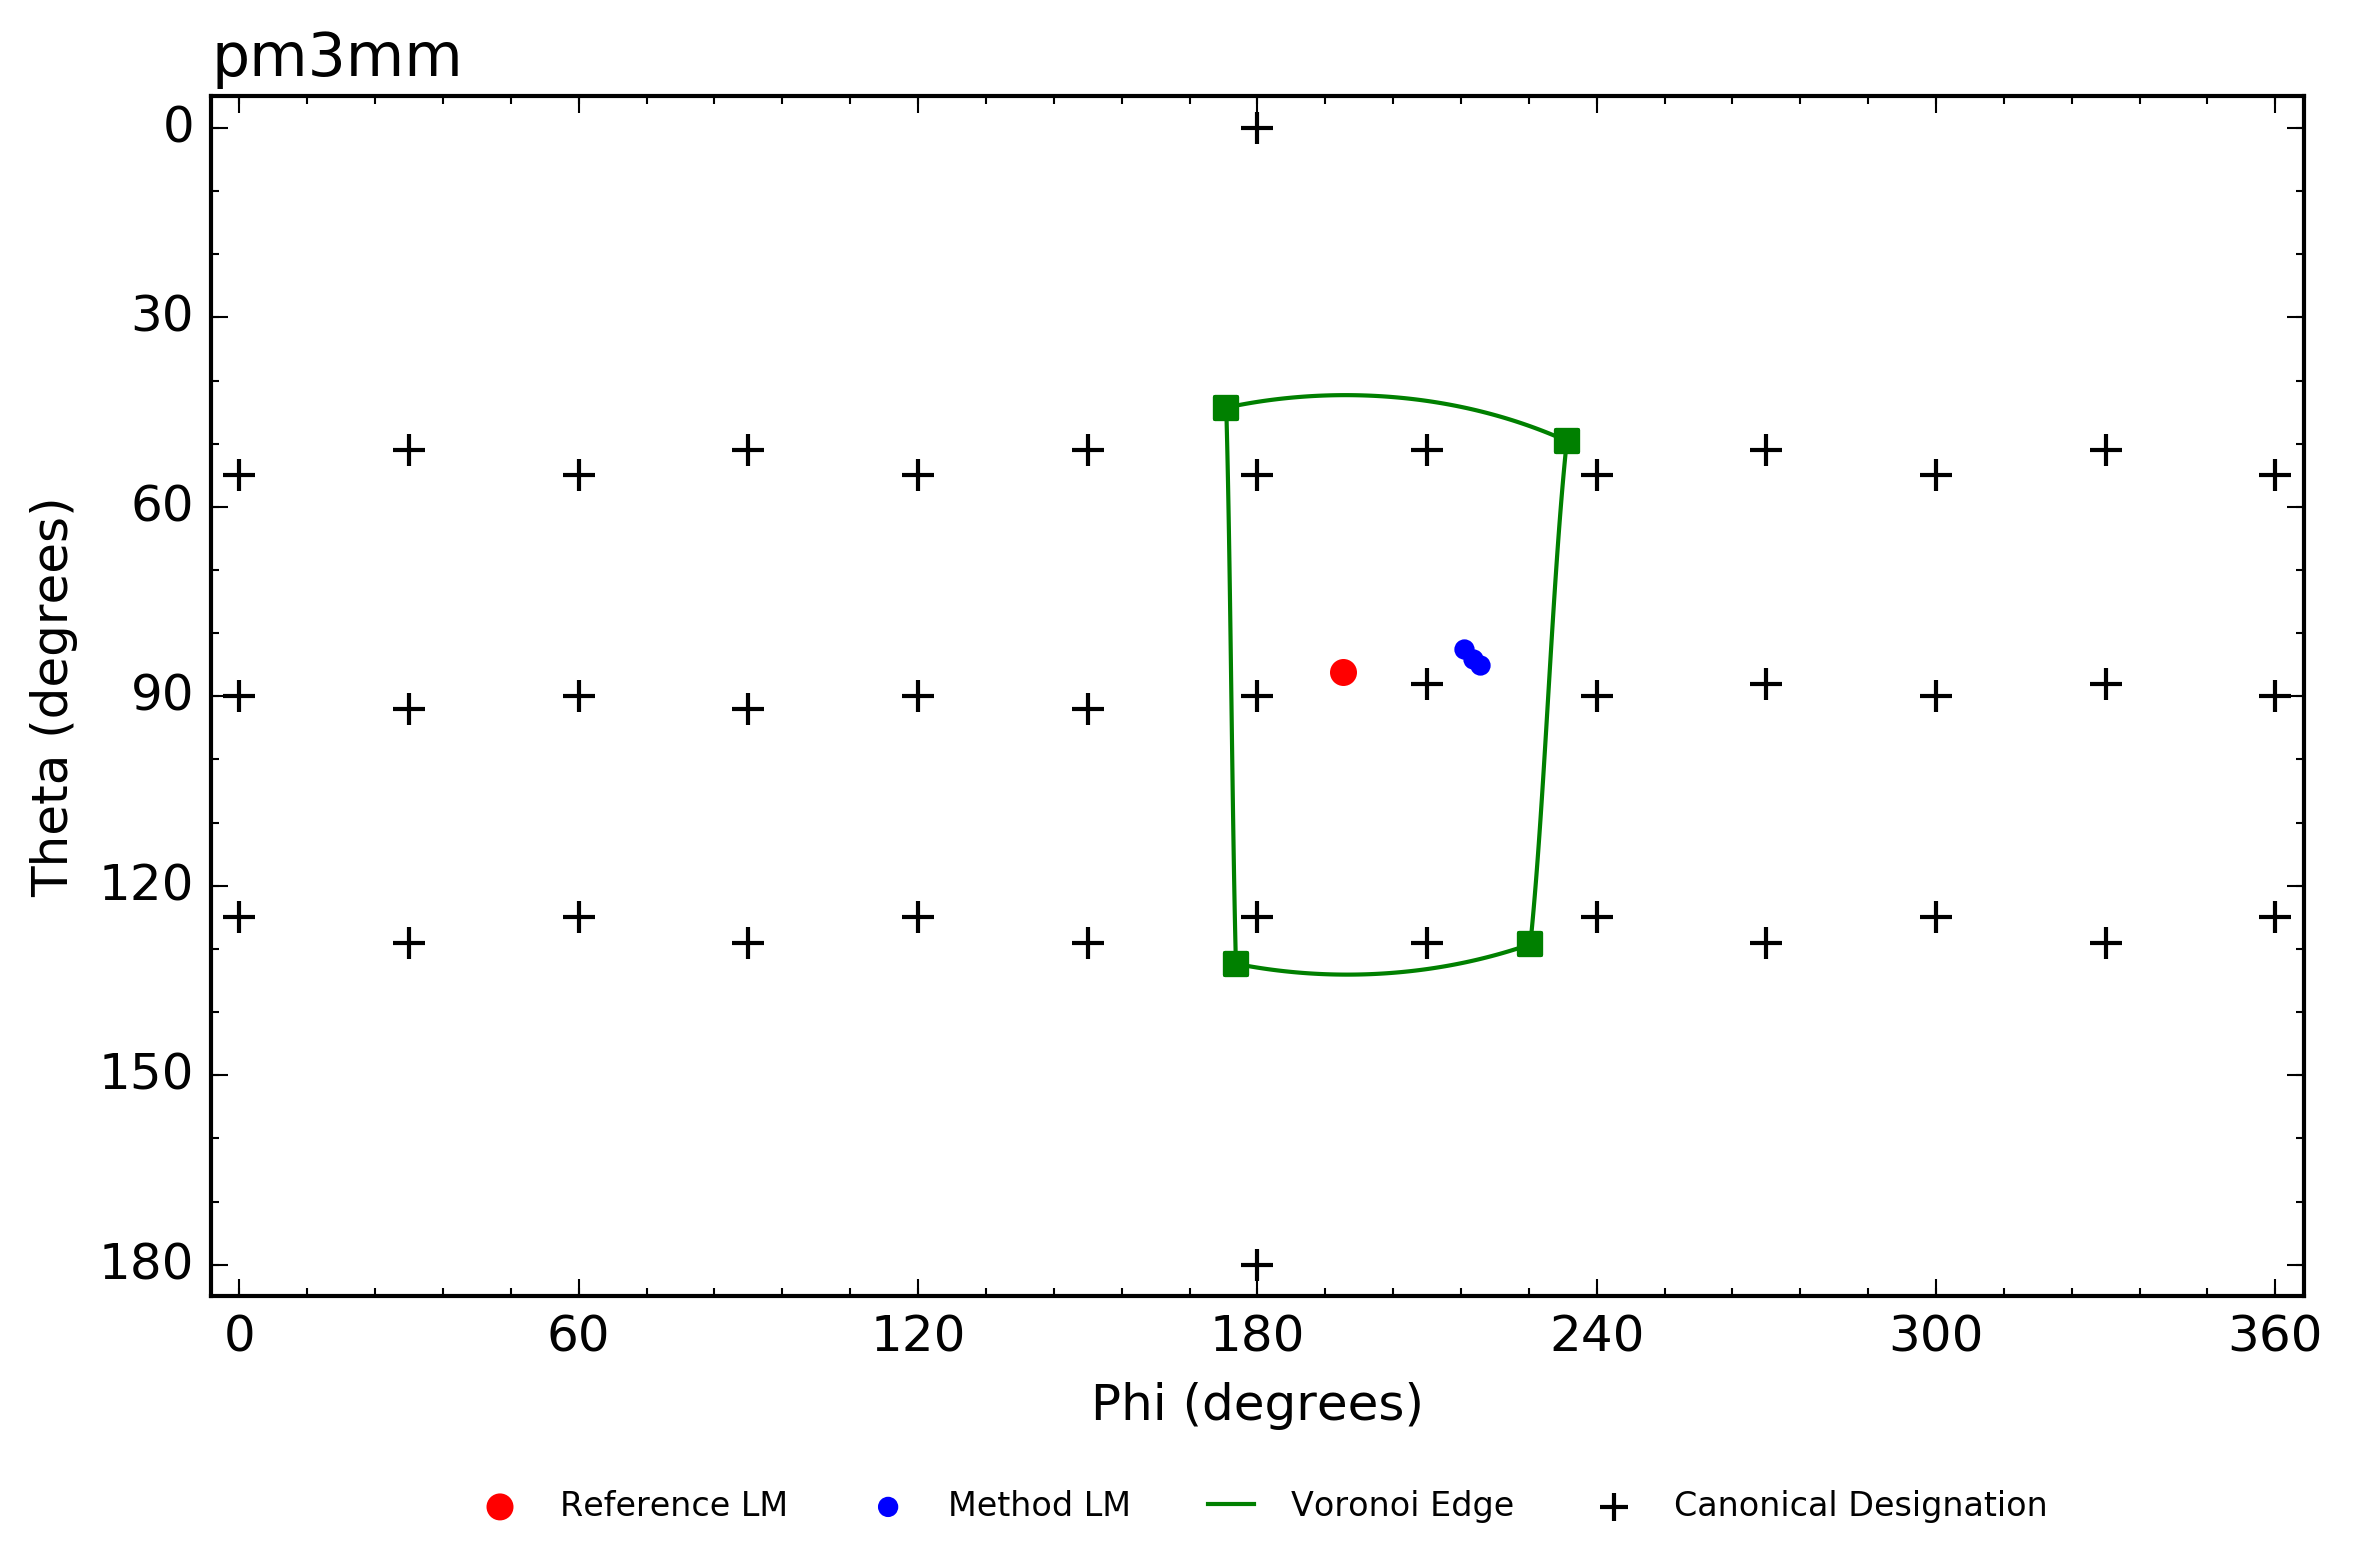 pm3mm
0
30
60
90
120
150
180
Theta (degrees)
0 60 120 180 240 300 360
Phi (degrees)
Reference LM Method LM Voronoi Edge Canonical Designation